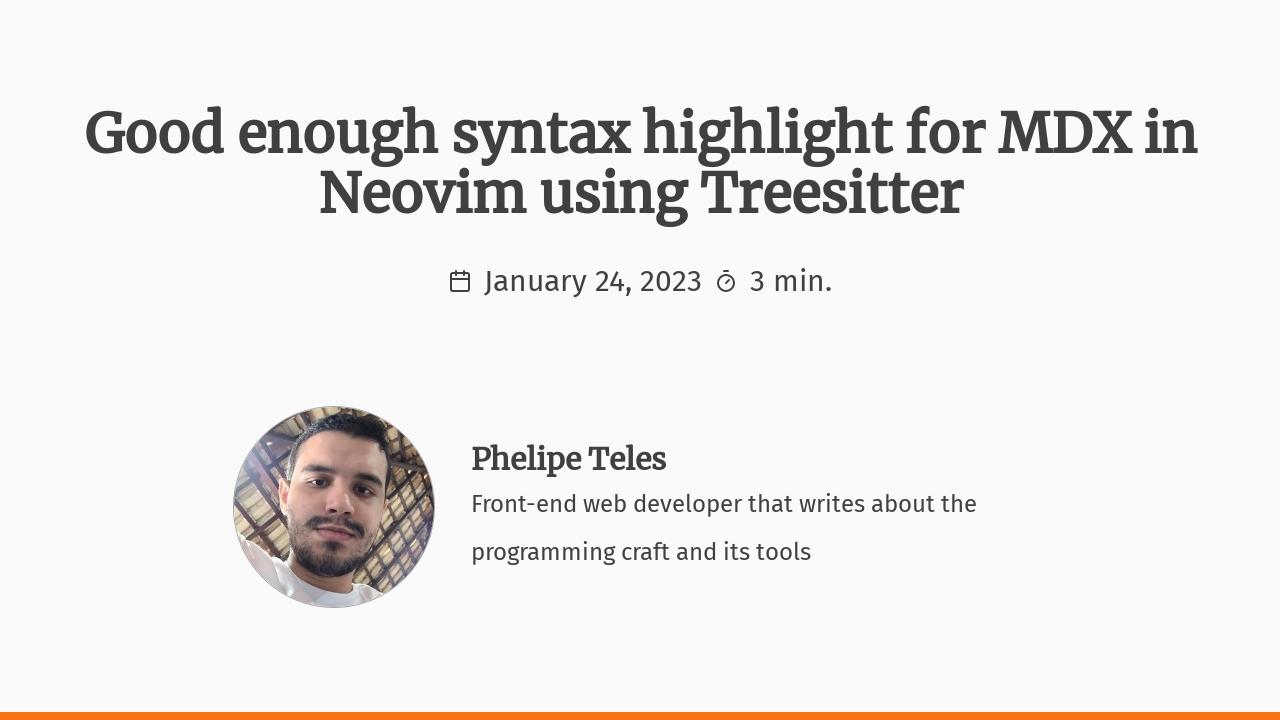 Good enough syntax highlight for MDX in
Neovim using Treesitter
January 24, 2023 3 min.
Phelipe Teles
Front-end web developer that writes about the
programming craft and its tools